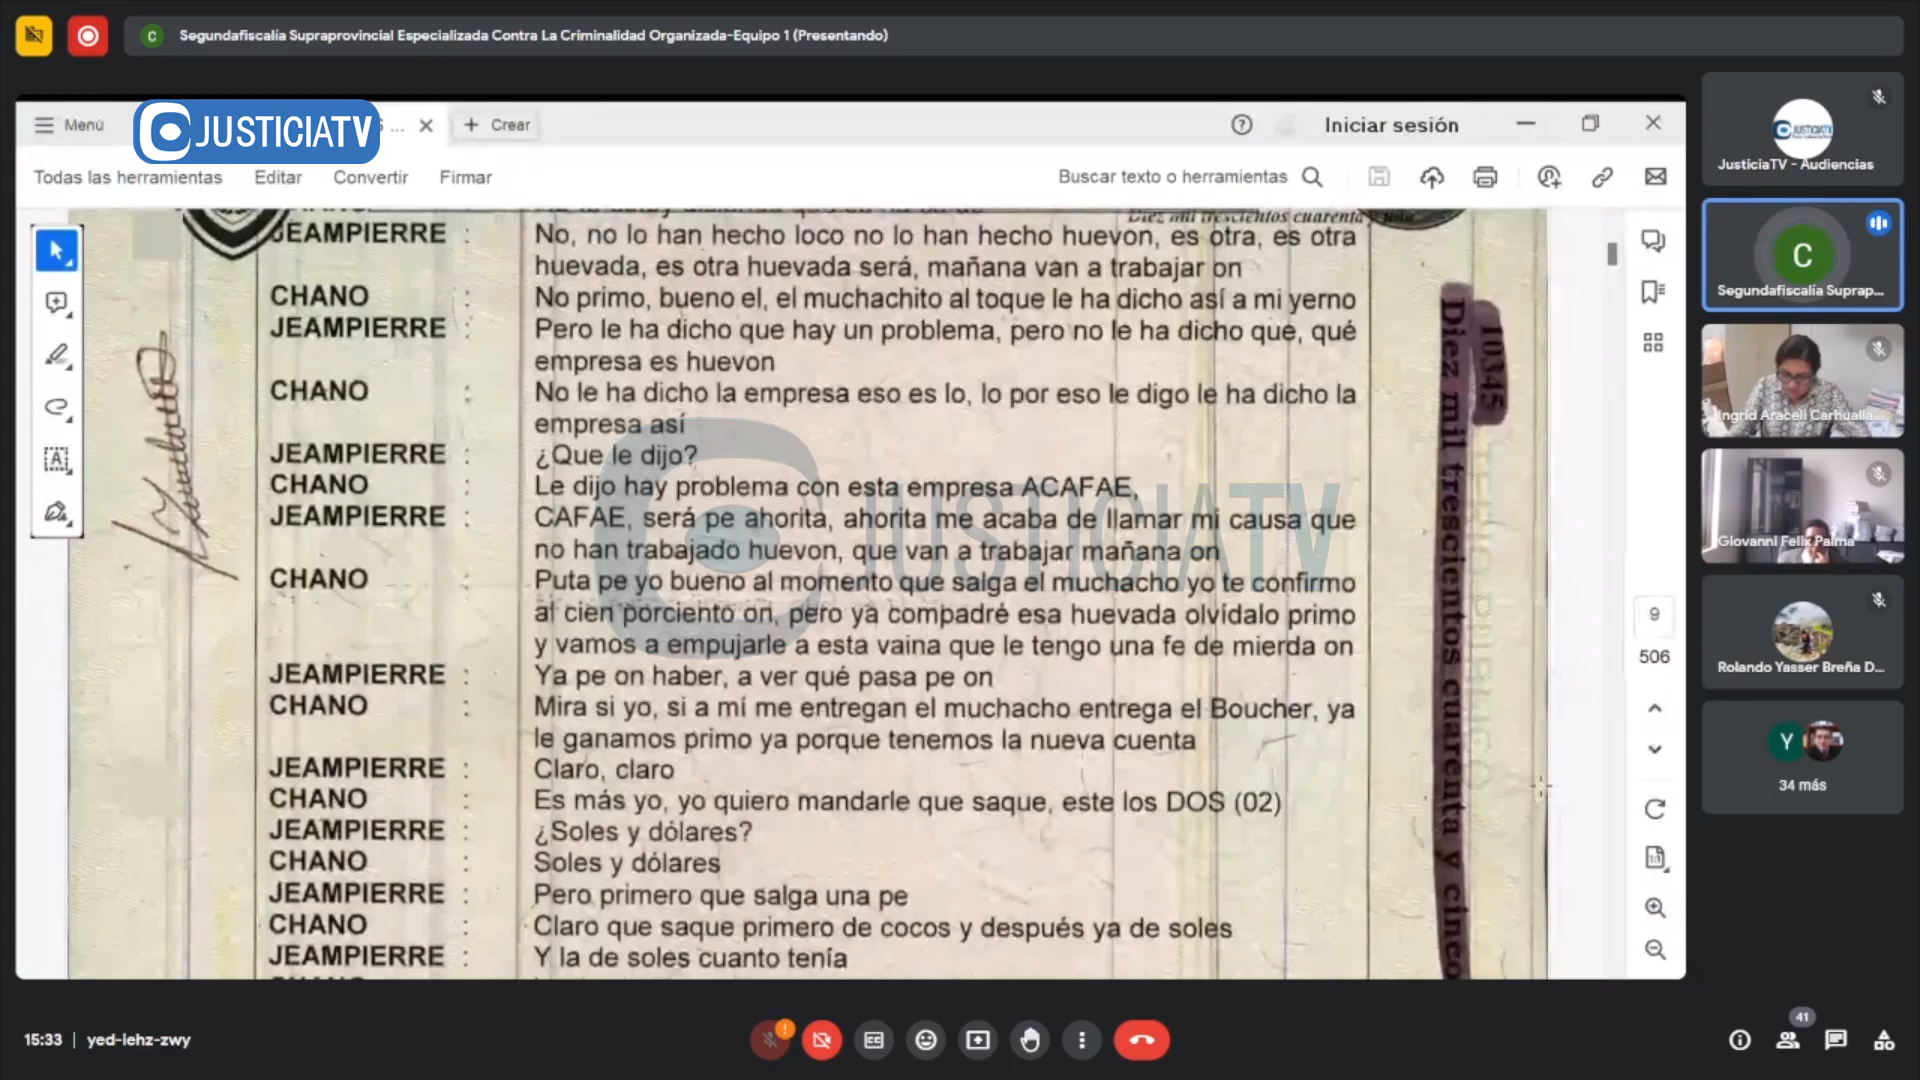 C Segundafiscalía Supraprovincial Especializada Contra La Criminalidad Organizada-Equipo 1 (Presentando)
Menú
JUSTICIATV
...
Crear
Iniciar sesión
Todas las herramientas Editar Convertir Firmar
Buscar texto o herramientas
Diez mil trescientos cuarenta
JEAMPIERRE : No, no lo han hecho loco no lo han hecho huevon, es otra, es otra
huevada, es otra huevada será, mañana van a trabajar on
CHANO : No primo, bueno el, el muchachito al toque le ha dicho así a mi yerno
JEAMPIERRE : Pero le ha dicho que hay un problema, pero no le ha dicho que, qué
empresa es huevon
CHANO : No le ha dicho la empresa eso es lo, lo por eso le digo le ha dicho la
empresa así
JEAMPIERRE : ¿Que le dijo?
CHANO : Le dijo hay problema con esta empresa ACAFAE,
JEAMPIERRE : CAFAE, será pe ahorita, ahorita me acaba de llamar mi causa que
no han trabajado huevon, que van a trabajar mañana on
CHANO : Puta pe yo bueno al momento que salga el muchacho yo te confirmo
al cien porciento on, pero ya compadré esa huevada olvídalo primo
y vamos a empujarle a esta vaina que le tengo una fe de mierda on
JEAMPIERRE : Ya pe on haber, a ver qué pasa pe on
CHANO : Mira si yo, si a mí me entregan el muchacho entrega el Boucher, ya
le ganamos primo ya porque tenemos la nueva cuenta
JEAMPIERRE : Claro, claro
CHANO : Es más yo, yo quiero mandarle que saque, este los DOS (02)
JEAMPIERRE : ¿Soles y dólares?
CHANO : Soles y dólares
JEAMPIERRE : Pero primero que salga una pe
CHANO : Claro que saque primero de cocos y después ya de soles
JEAMPIERRE : Y la de soles cuanto tenía
JUSTICIATV
10345
Diez mil trescientos cuarenta y cinco
9
506
JUSTICIATV
JusticiaTV - Audiencias
C
Segundafiscalía Suprap...
Ingrid Araceli Carhualla...
Giovanni Felix Palma
Rolando Yasser Breña D...
Y
34 más
15:33 | yed-iehz-zwy
41